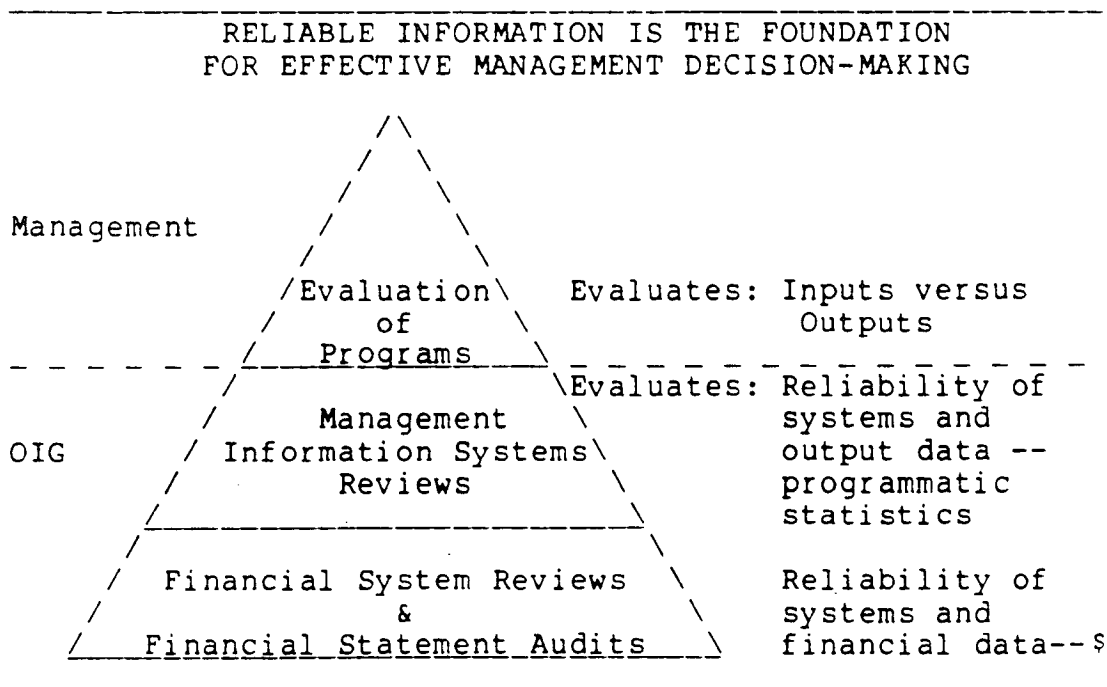 RELIABLE INFORMATION IS THE FOUNDATION
FOR EFFECTIVE MANAGEMENT DECISION-MAKING
Management
Evaluation Evaluates: Inputs versus
of Outputs
Programs
Evaluates: Reliability of
Management systems and
OIG Information Systems output data --
Reviews programmatic
statistics
Financial System Reviews Reliability of
& systems and
Financial Statement Audits financial data--$